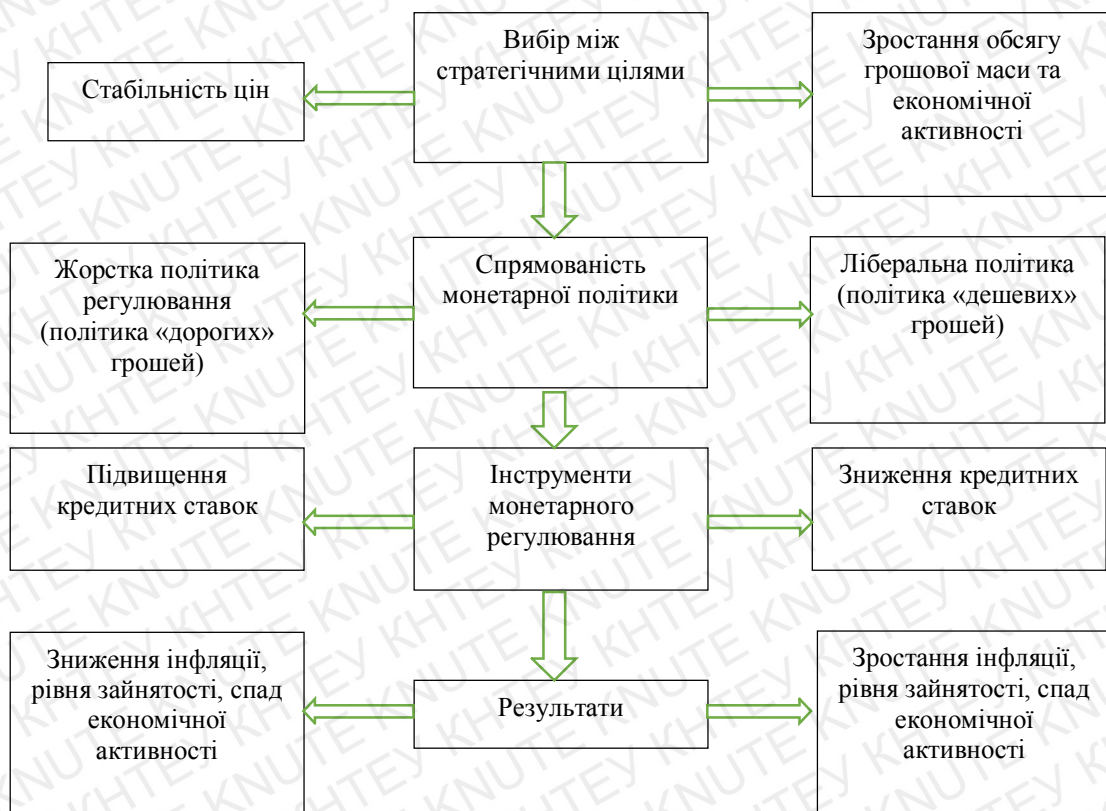 Вибір між
стратегічними цілями
Стабільність цін
Зростання обсягу
грошової маси та
економічної
активності
Спрямованість
монетарної політики
Жорстка політика
регулювання
(політика «дорогих»
грошей)
Ліберальна політика
(політика «дешевих»
грошей)
Інструменти
монетарного
регулювання
Підвищення
кредитних ставок
Зниження кредитних
ставок
Результати
Зниження інфляції,
рівня зайнятості, спад
економічної
активності
Зростання інфляції,
рівня зайнятості, спад
економічної
активності
КНТЕУ KNUTE